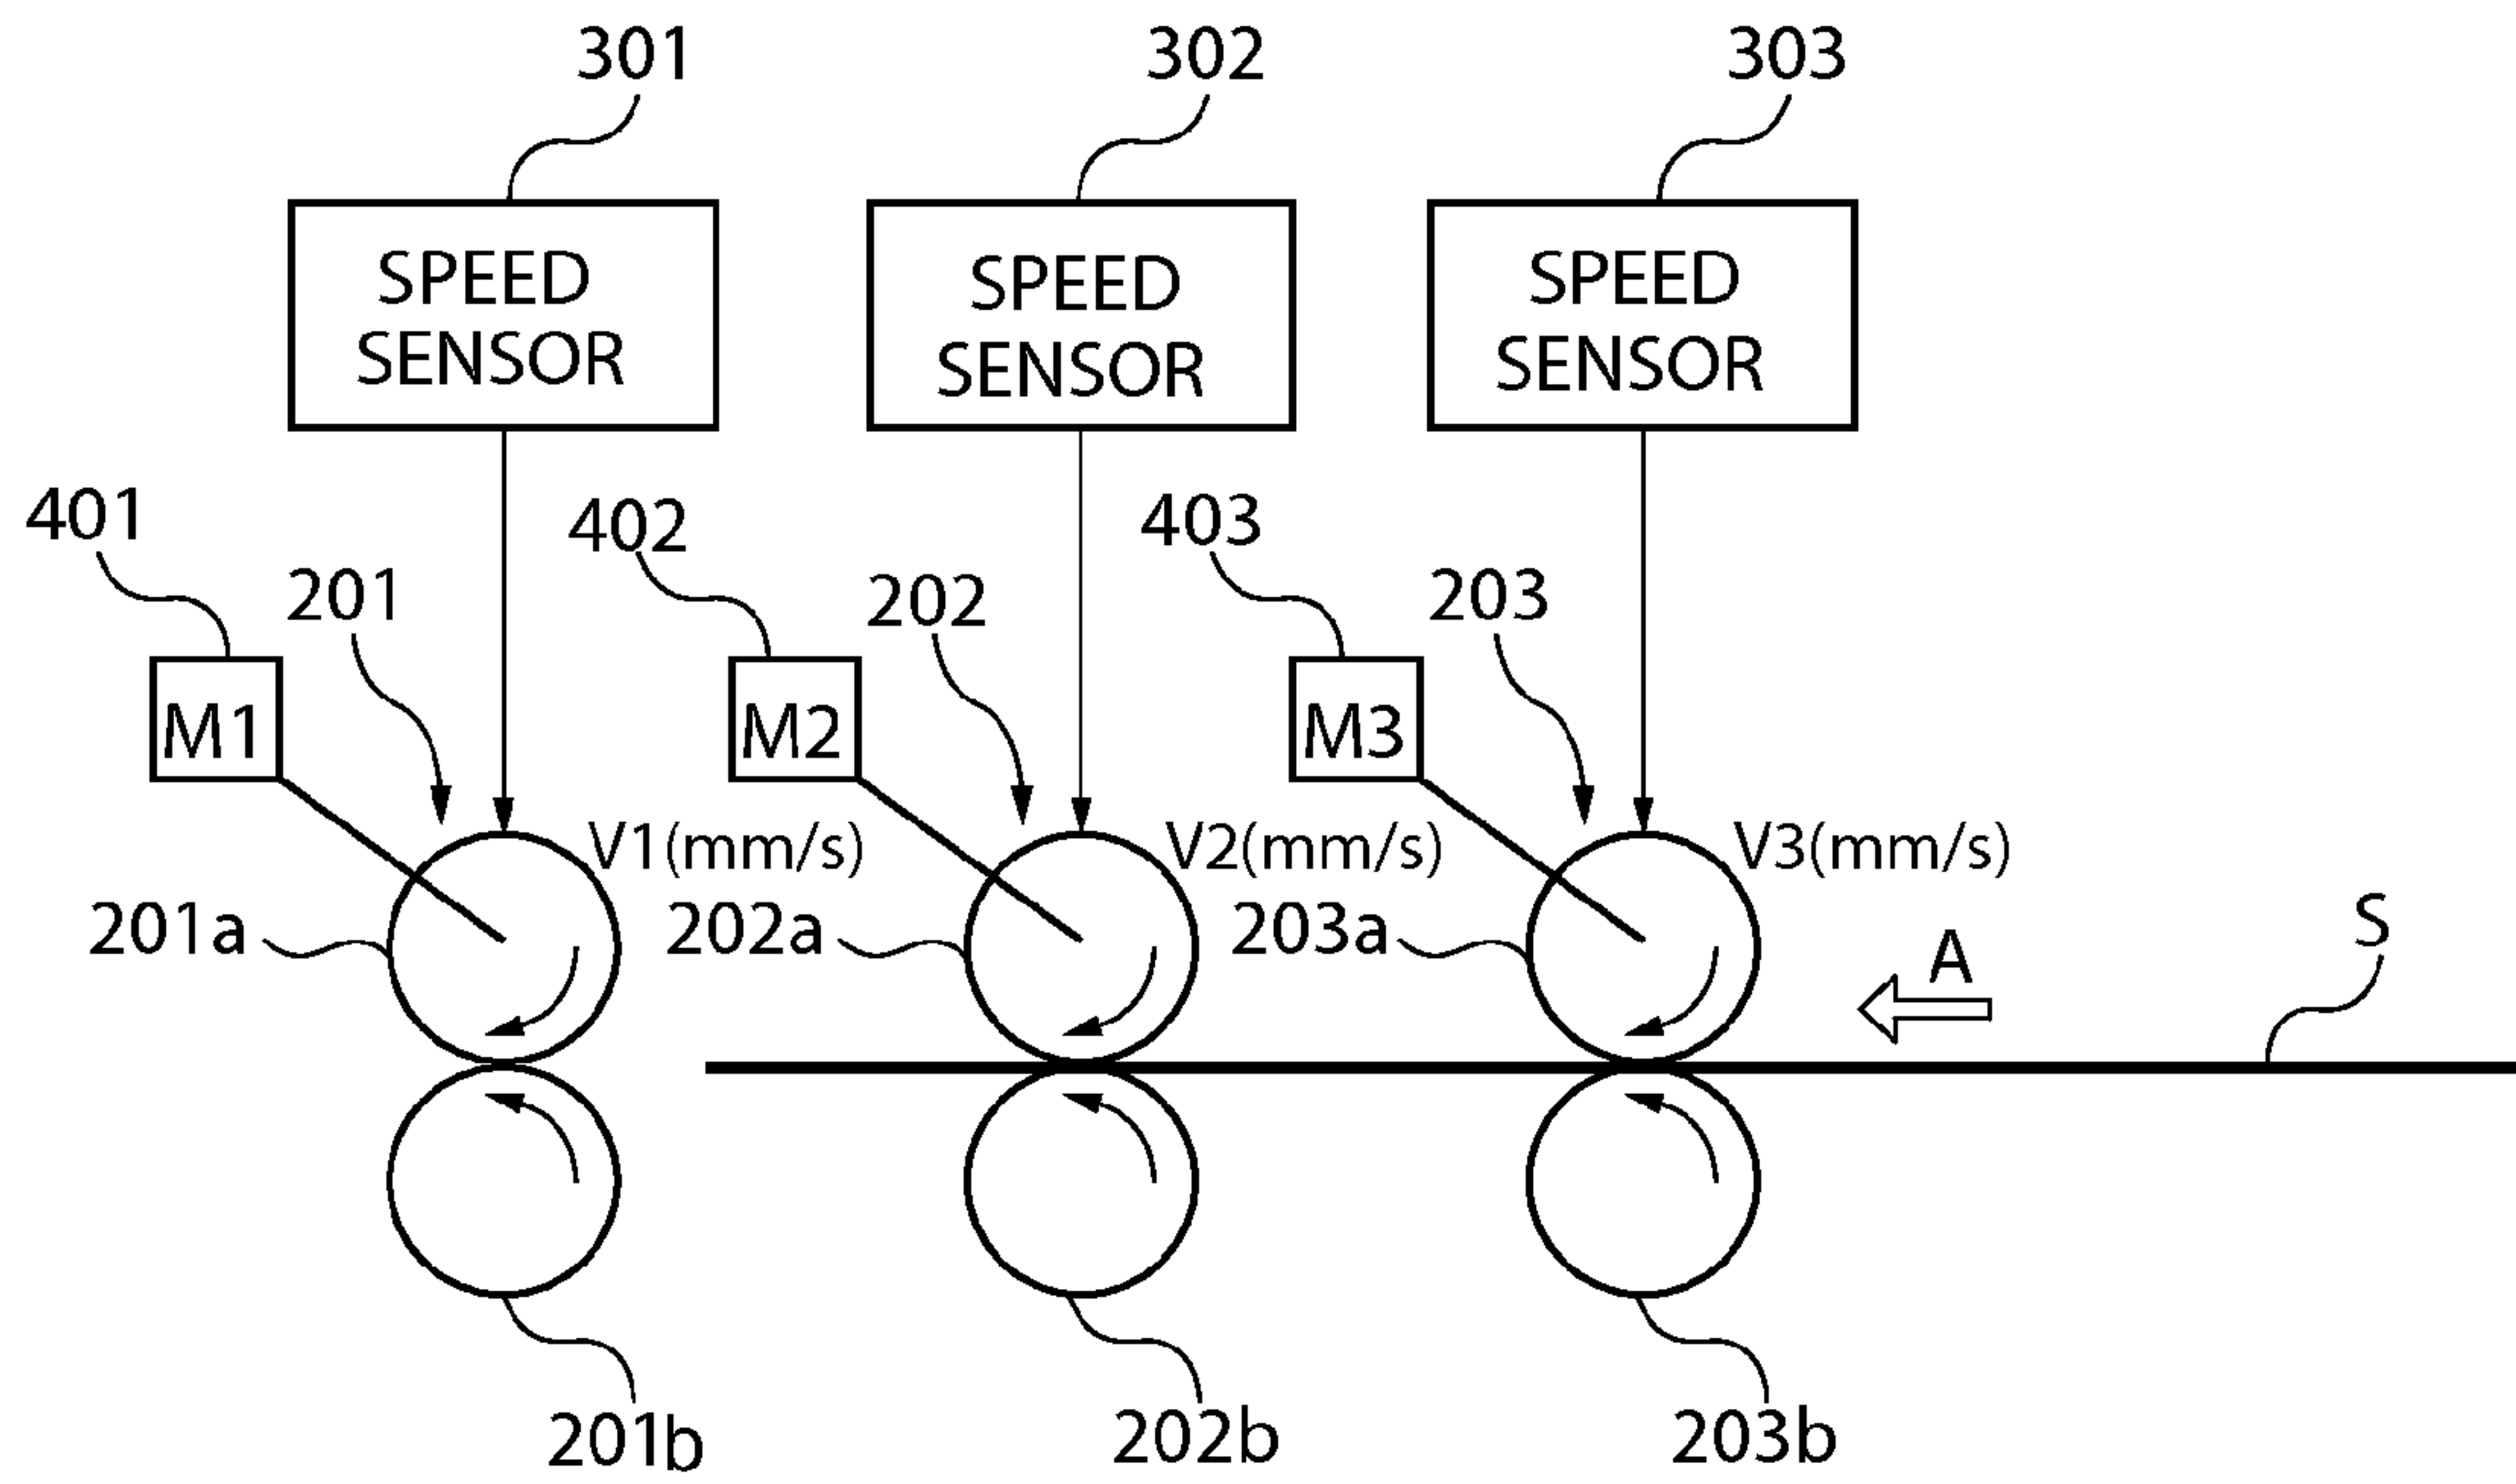 301
302
303
SPEED
SENSOR
SPEED
SENSOR
SPEED
SENSOR
401
402
403
201
202
203
M1
M2
M3
V1(mm/s)
V2(mm/s)
V3(mm/s)
201a
202a
203a
A
S
201b
202b
203b